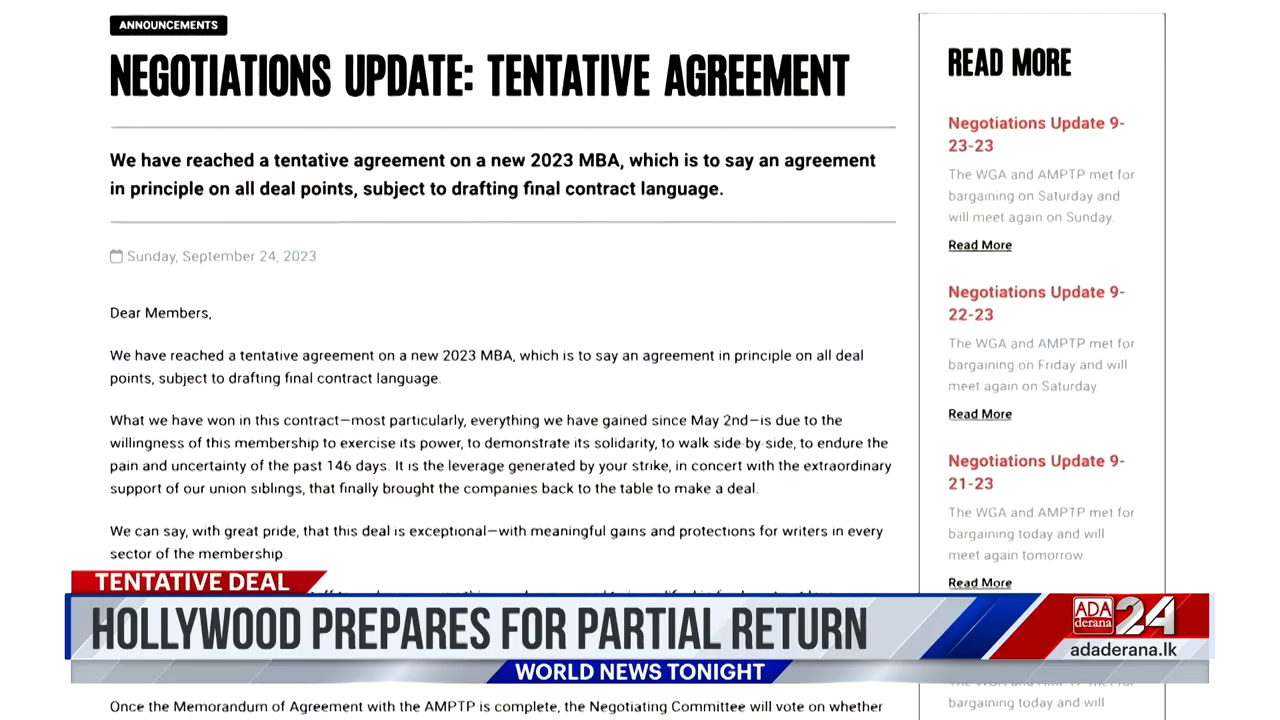 ANNOUNCEMENTS
NEGOTIATIONS UPDATE: TENTATIVE AGREEMENT
We have reached a tentative agreement on a new 2023 MBA, which is to say an agreement
in principle on all deal points, subject to drafting final contract language.
Sunday, September 24, 2023
Dear Members,
We have reached a tentative agreement on a new 2023 MBA, which is to say an agreement in principle on all deal
points, subject to drafting final contract language.
What we have won in this contract—most particularly, everything we have gained since May 2nd—is due to the
willingness of this membership to exercise its power, to demonstrate its solidarity, to walk side-by-side, to endure the
pain and uncertainty of the past 146 days. It is the leverage generated by your strike, in concert with the extraordinary
support of our union siblings, that finally brought the companies back to the table to make a deal.
We can say, with great pride, that this deal is exceptional—with meaningful gains and protections for writers in every
sector of the membership
Once the Memorandum of Agreement with the AMPTP is complete, the Negotiating Committee will vote on whether
READ MORE
Negotiations Update 9-
23-23
The WGA and AMPTP met for
bargaining on Saturday and
will meet again on Sunday.
Read More
Negotiations Update 9-
22-23
The WGA and AMPTP met for
bargaining on Friday and will
meet again on Saturday.
Read More
Negotiations Update 9-
21-23
The WGA and AMPTP met for
bargaining today and will
meet again tomorrow.
Read More
bargaining today and will
TENTATIVE DEAL
HOLLYWOOD PREPARES FOR PARTIAL RETURN
WORLD NEWS TONIGHT
ADA
derana
24
adaderana.lk